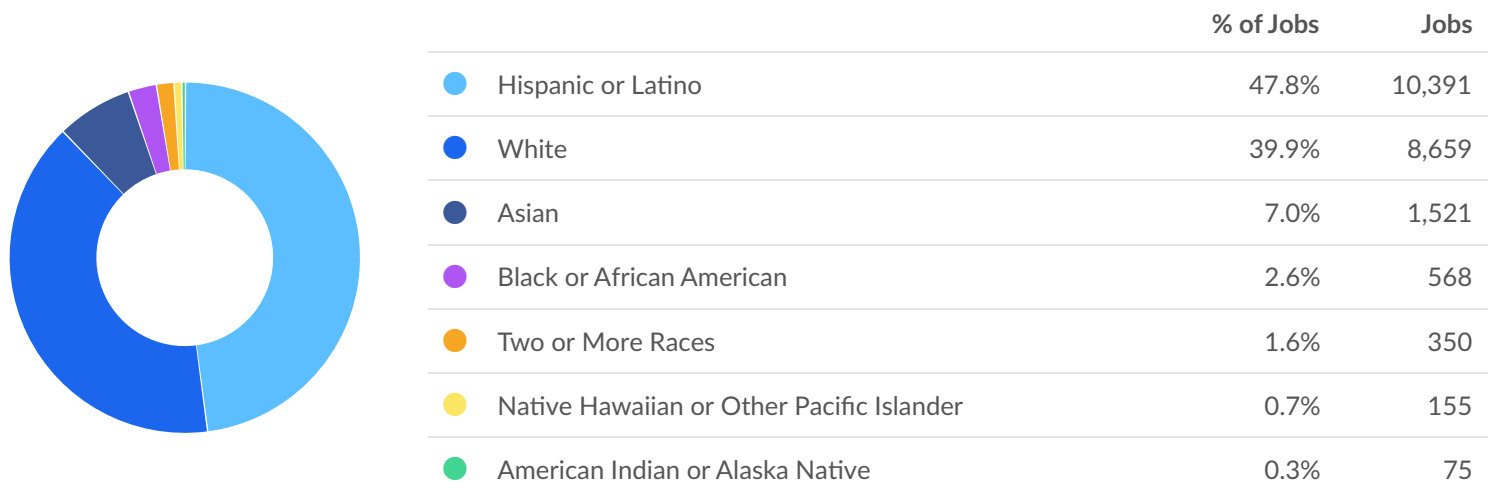 % of Jobs Jobs
Hispanic or Latino 47.8% 10,391
White 39.9% 8,659
Asian 7.0% 1,521
Black or African American 2.6% 568
Two or More Races 1.6% 350
Native Hawaiian or Other Pacific Islander 0.7% 155
American Indian or Alaska Native 0.3% 75